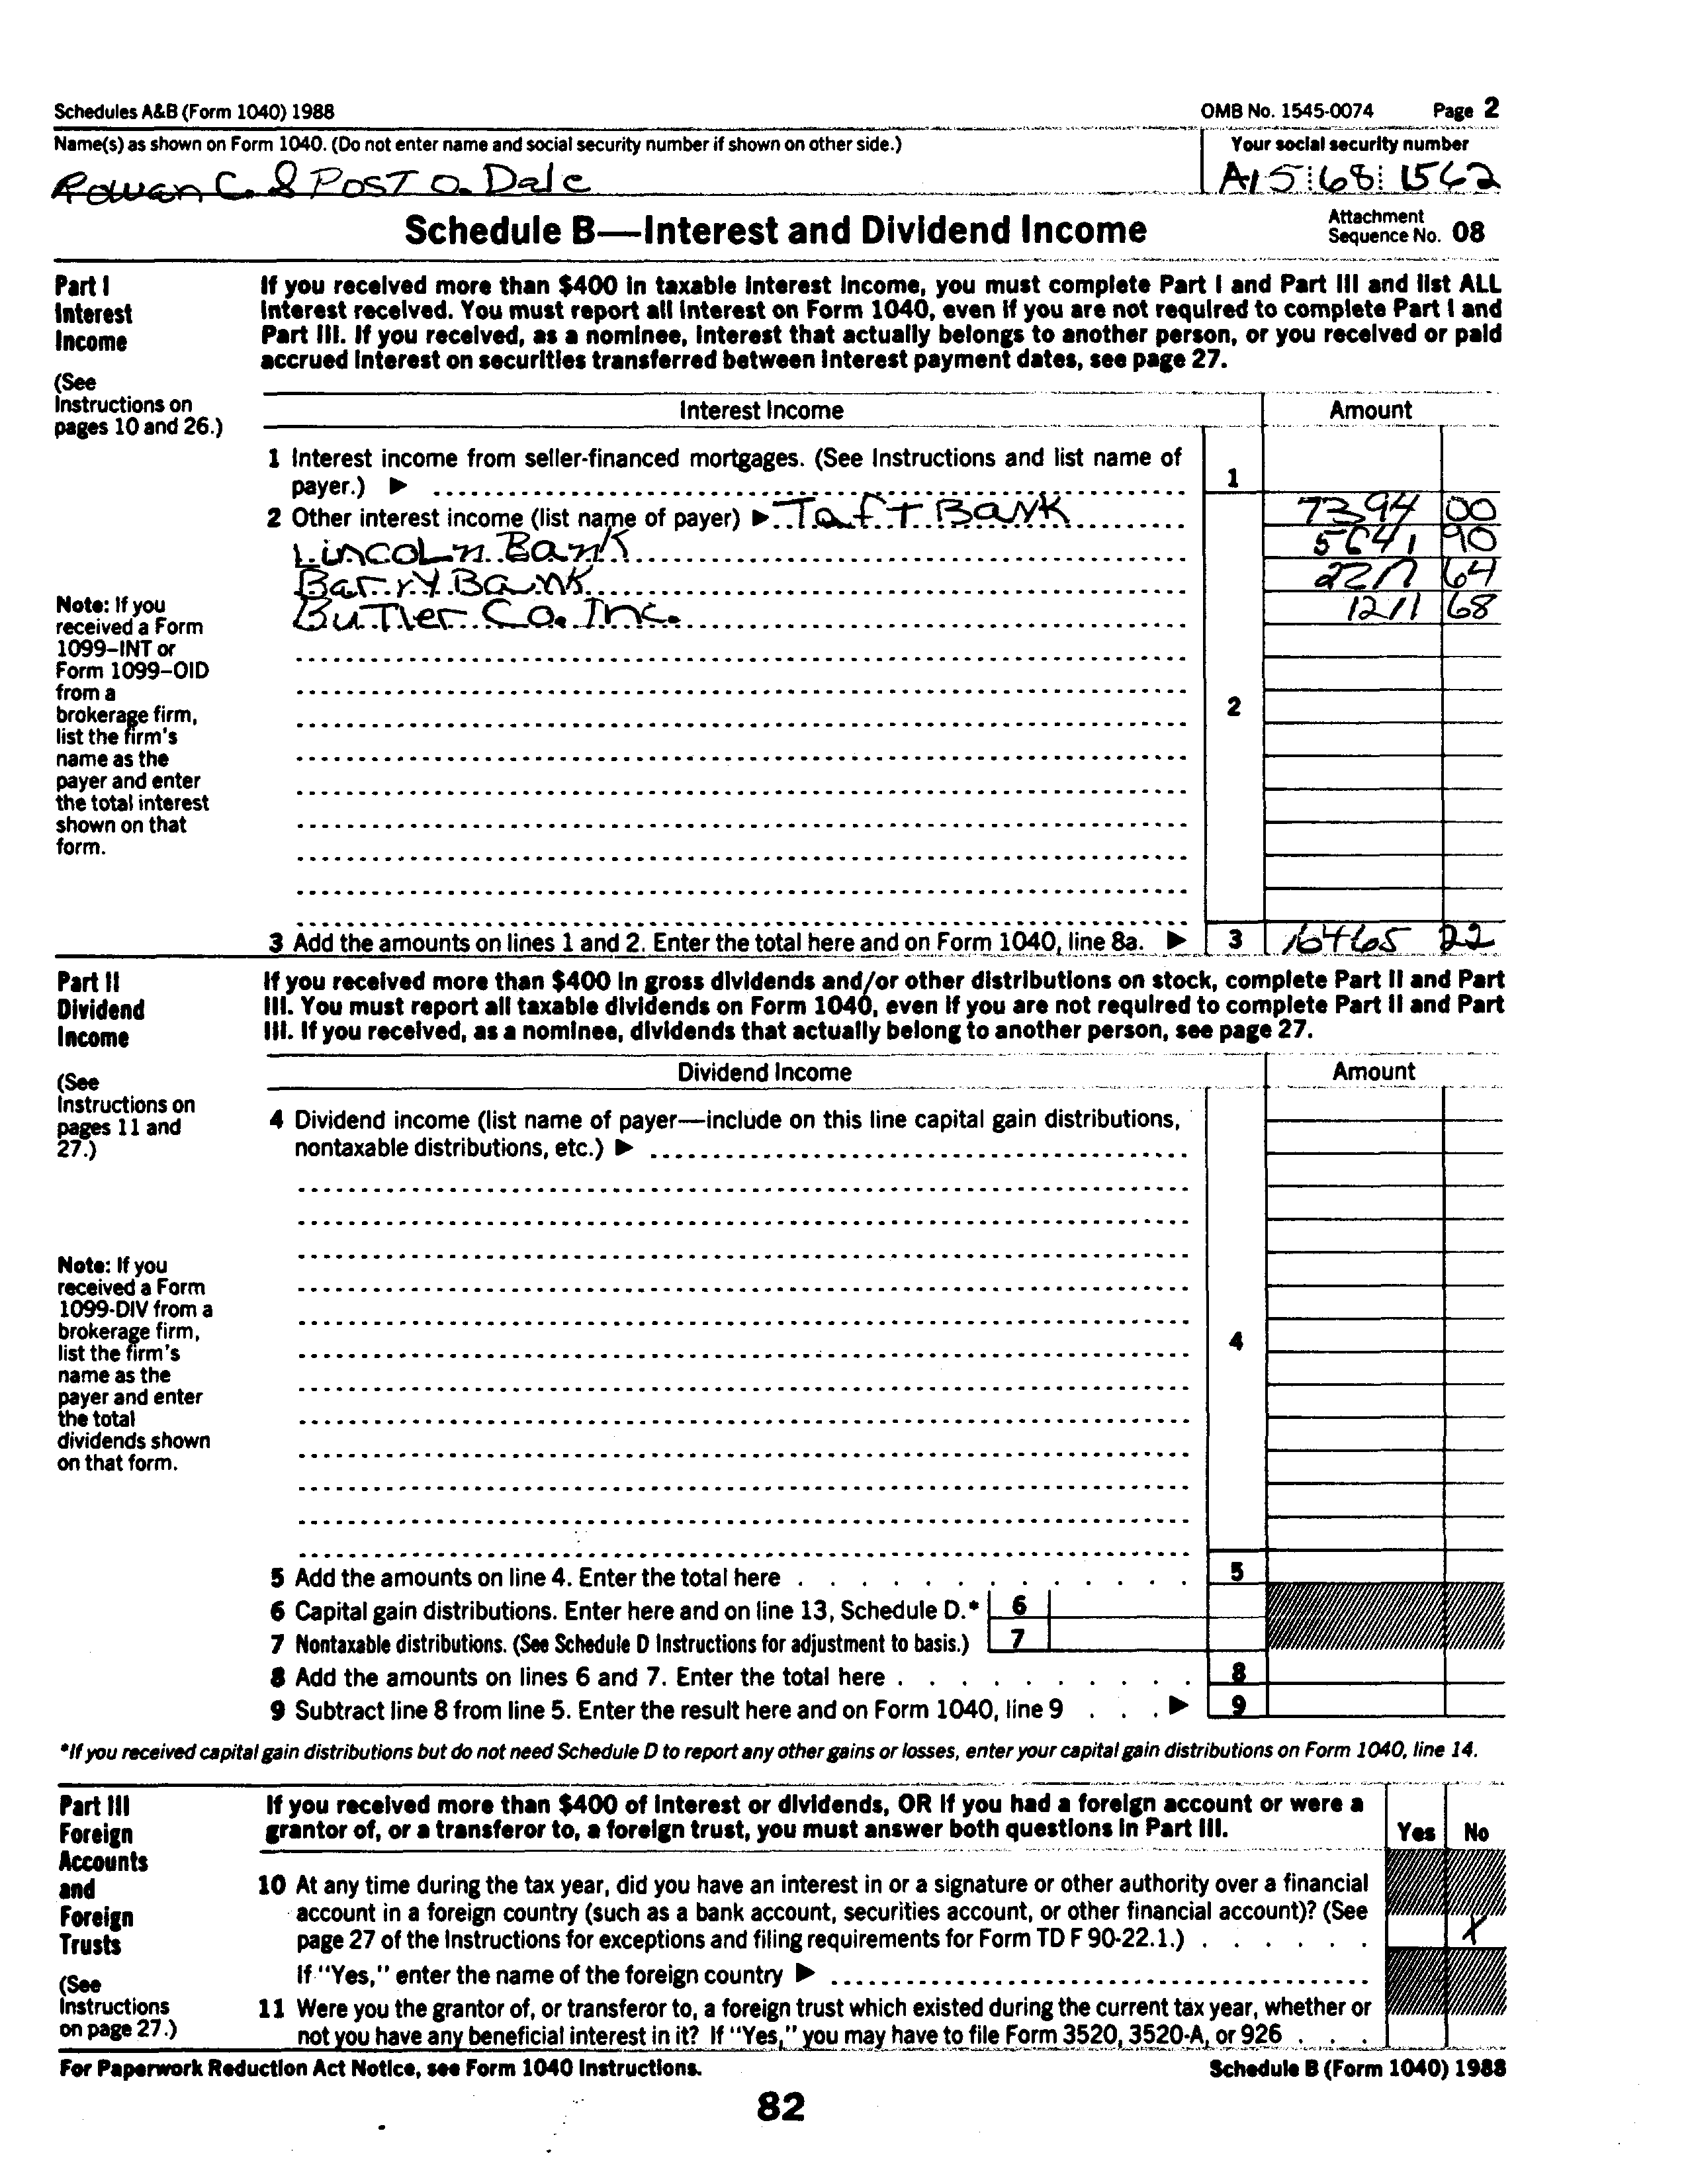 Schedules A&B (Form 1040) 1988 OMB No. 1545-0074 Page 2
Name(s) as shown on Form 1040. (Do not enter name and social security number if shown on other side.) Your social security number
Rowan C. & Post O. Dale A15 68 1562
Schedule B—Interest and Dividend Income
Attachment
Sequence No. 08
Part I
Interest
Income
(See
Instructions on
pages 10 and 26.)
If you received more than $400 in taxable interest income, you must complete Part I and Part III and list ALL
interest received. You must report all interest on Form 1040, even if you are not required to complete Part I and
Part III. If you received, as a nominee, interest that actually belongs to another person, or you received or paid
accrued interest on securities transferred between interest payment dates, see page 27.
Interest Income Amount
1 Interest income from seller-financed mortgages. (See Instructions and list name of
payer.) ▶ 1
2 Other interest income (list name of payer) ▶ Taft Bank 7394 00
Lincoln Bank 5641 90
Barry Bank 2217 64
Butler Co. Inc. 1211 68
2
Note: If you
received a Form
1099–INT or
Form 1099–OID
from a
brokerage firm,
list the firm's
name as the
payer and enter
the total interest
shown on that
form.
3 Add the amounts on lines 1 and 2. Enter the total here and on Form 1040, line 8a. ▶ 3 16465 22
Part II
Dividend
Income
(See
Instructions on
pages 11 and
27.)
If you received more than $400 in gross dividends and/or other distributions on stock, complete Part II and Part
III. You must report all taxable dividends on Form 1040, even if you are not required to complete Part II and Part
III. If you received, as a nominee, dividends that actually belong to another person, see page 27.
Dividend Income Amount
4 Dividend income (list name of payer—include on this line capital gain distributions,
nontaxable distributions, etc.) ▶
4
Note: If you
received a Form
1099-DIV from a
brokerage firm,
list the firm's
name as the
payer and enter
the total
dividends shown
on that form.
5 Add the amounts on line 4. Enter the total here . . . . . . . . . . . . . 5
6 Capital gain distributions. Enter here and on line 13, Schedule D.* 6
7 Nontaxable distributions. (See Schedule D Instructions for adjustment to basis.) 7
8 Add the amounts on lines 6 and 7. Enter the total here . . . . . . . . . . 8
9 Subtract line 8 from line 5. Enter the result here and on Form 1040, line 9 . . . ▶ 9
*If you received capital gain distributions but do not need Schedule D to report any other gains or losses, enter your capital gain distributions on Form 1040, line 14.
Part III
Foreign
Accounts
and
Foreign
Trusts
(See
Instructions
on page 27.)
If you received more than $400 of interest or dividends, OR if you had a foreign account or were a
grantor of, or a transferor to, a foreign trust, you must answer both questions in Part III. Yes No
10 At any time during the tax year, did you have an interest in or a signature or other authority over a financial
account in a foreign country (such as a bank account, securities account, or other financial account)? (See
page 27 of the Instructions for exceptions and filing requirements for Form TD F 90-22.1.) . . . . . . X
If "Yes," enter the name of the foreign country ▶
11 Were you the grantor of, or transferor to, a foreign trust which existed during the current tax year, whether or
not you have any beneficial interest in it? If "Yes," you may have to file Form 3520, 3520-A, or 926 . . .
For Paperwork Reduction Act Notice, see Form 1040 Instructions. Schedule B (Form 1040) 1988
82